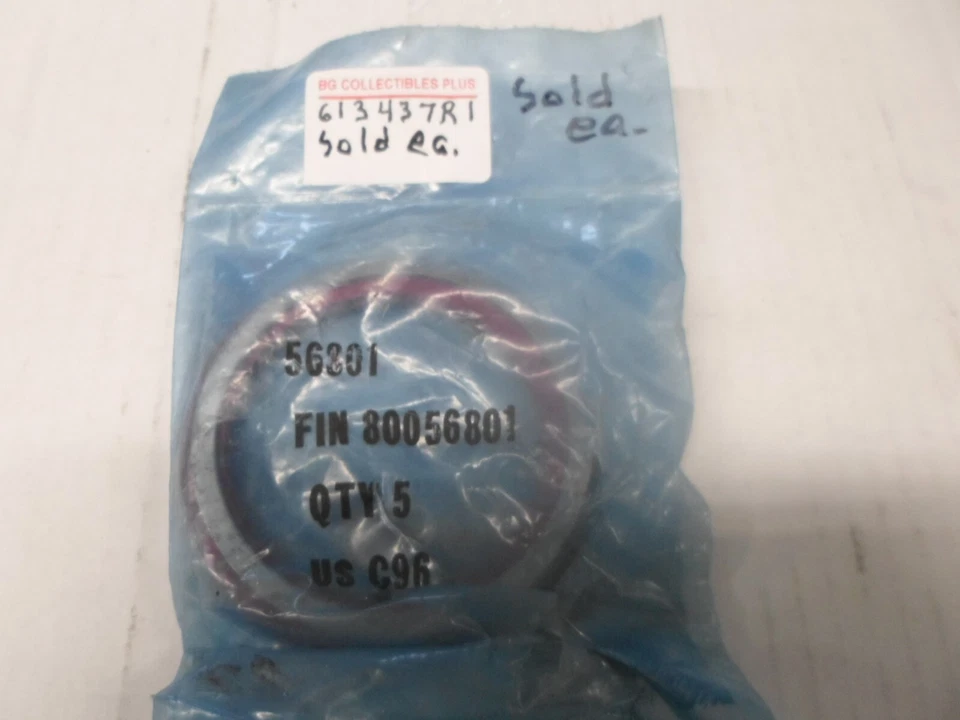 BG COLLECTIBLES PLUS
613437R1
Sold ea.
Sold
ea.
56801
FIN 80056801
QTY 5
US C96